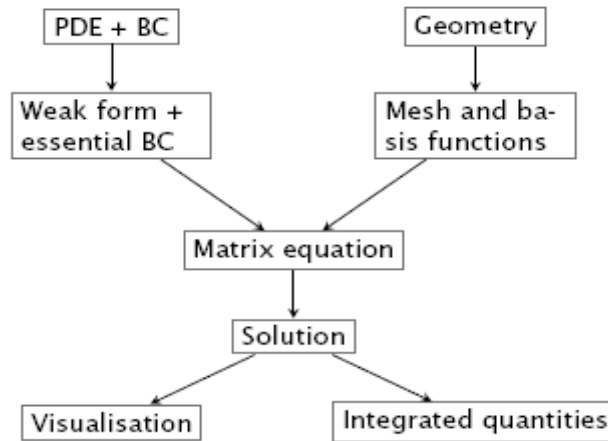 PDE + BC
Geometry
Weak form +
essential BC
Mesh and ba-
sis functions
Matrix equation
Solution
Visualisation
Integrated quantities